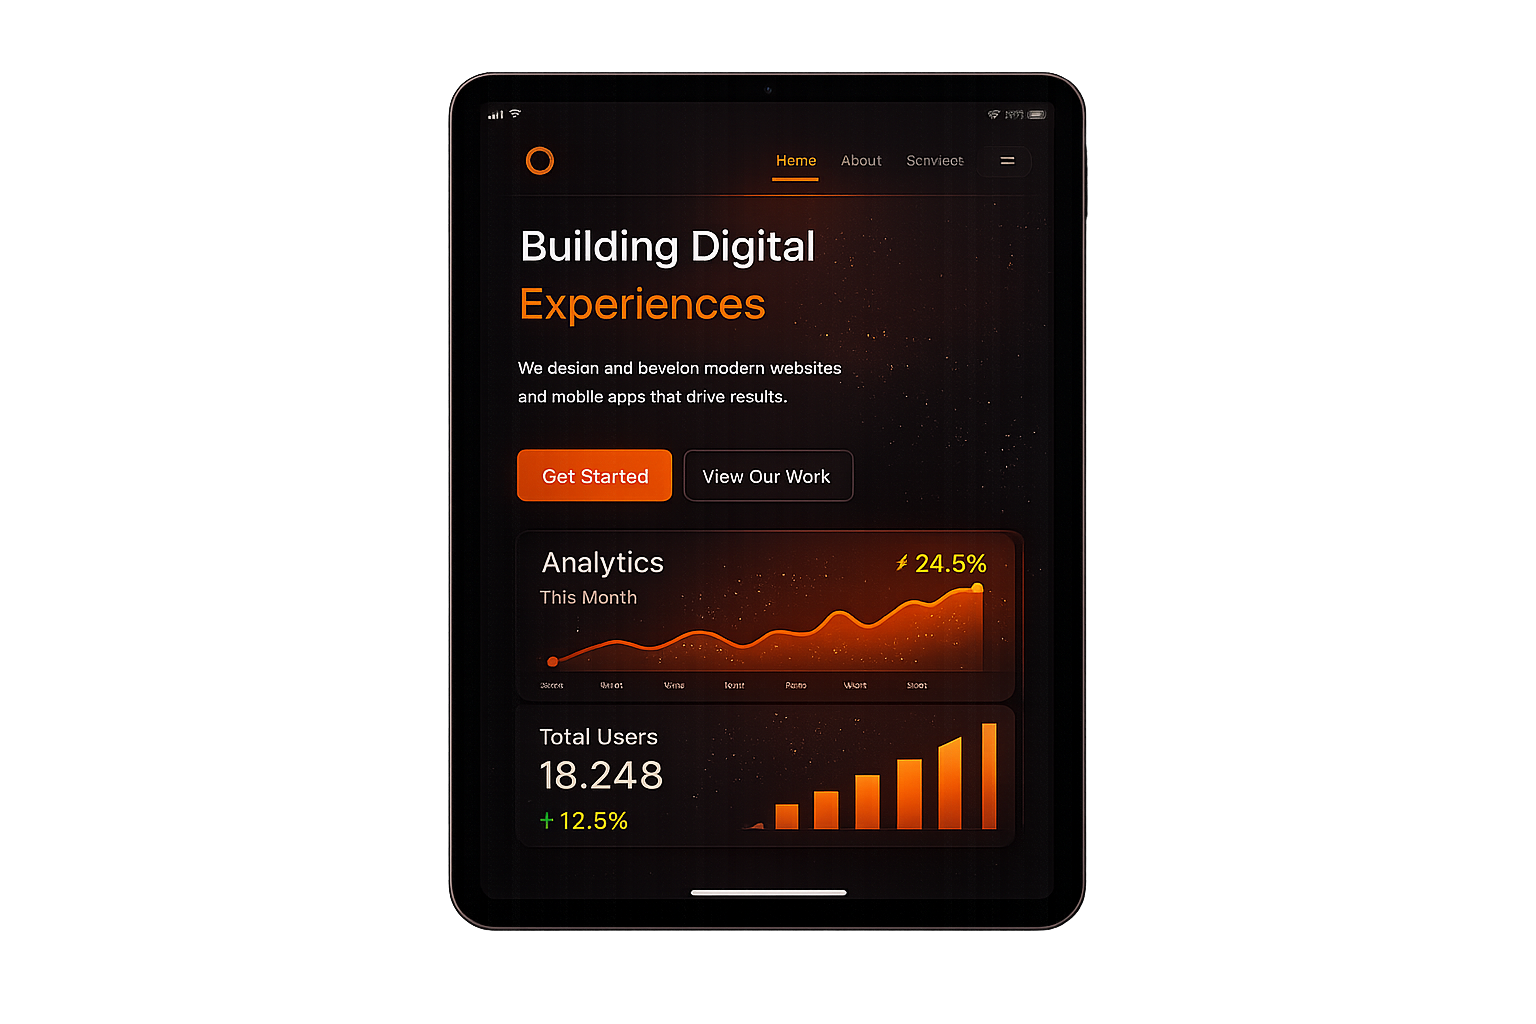 Heme About Scnvieet
Building Digital
Experiences
We desian and bevelon modern websites
and moblle apps that drive results.
Get Started View Our Work
Analytics 24.5%
This Month
Total Users
18.248
+ 12.5%